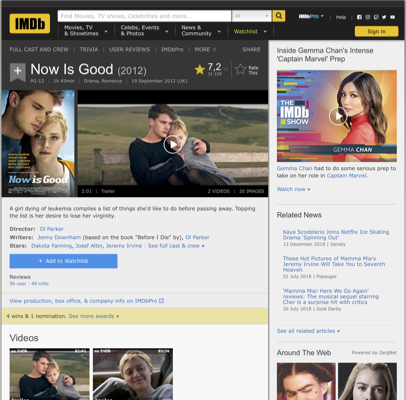 IMDb
Find Movies, TV shows, Celebrities and more...
All
IMDbPro
Help
Movies, TV & Showtimes
Celebs, Events & Photos
News & Community
Watchlist
Sign in
FULL CAST AND CREW | TRIVIA | USER REVIEWS | IMDbPro | MORE
SHARE
Now Is Good (2012)
7,2
Rate This
PG-13 | 1h 43min | Drama, Romance | 19 September 2012 (UK)
Now is Good
2:01 | Trailer
2 VIDEOS | 20 IMAGES
A girl dying of leukemia compiles a list of things she'd like to do before passing away. Topping
the list is her desire to lose her virginity.
Director: Ol Parker
Writers: Jenny Downham (based on the book "Before I Die" by), Ol Parker
Stars: Dakota Fanning, Josef Altin, Jeremy Irvine | See full cast & crew »
+ Add to Watchlist
Reviews
56 user | 49 critic
View production, box office, & company info on IMDbPro
4 wins & 1 nomination. See more awards »
Videos
Inside Gemma Chan's Intense
'Captain Marvel' Prep
THE IMDb SHOW
GEMMA CHAN
Gemma Chan had to do some serious prep
to take on her role in Captain Marvel.
Watch now »
Related News
Kaya Scodelario Joins Netflix Ice Skating
Drama 'Spinning Out'
13 December 2018 | Variety
These Hot Pictures of Mamma Mia's
Jeremy Irvine Will Take You to Seventh
Heaven
21 July 2018 | Popsugar
'Mamma Mia! Here We Go Again'
reviews: The musical sequel starring
Cher is a surprise hit with critics
20 July 2018 | Gold Derby
See all related articles »
Around The Web
Powered by ZergNet